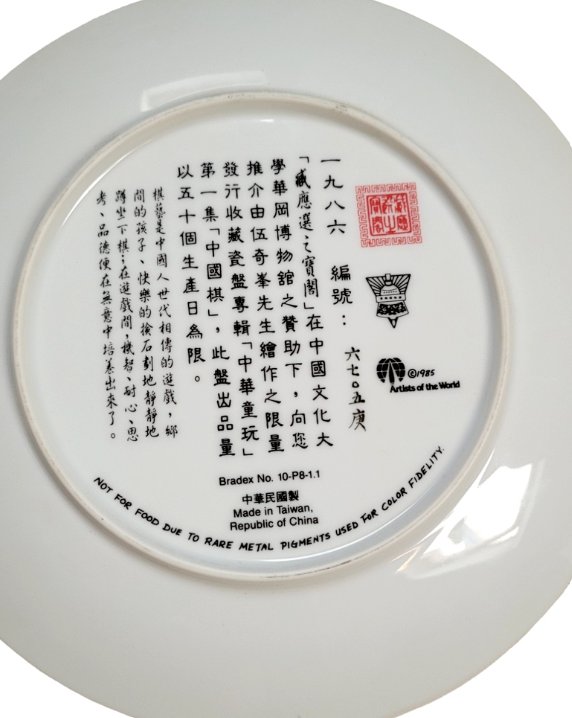 一九八六 編號：六七〇五庚
「感應選、之寶閣」在中國文化大
學華岡博物舘之贊助下，向您
推介由伍奇峯先生繪作之限量
發行收藏瓷盤專輯「中華童玩」
第一集「中國棋」，此盤出品量
以五十個生產日為限。
棋藝是中國人世代相傳的遊戲，鄉
間的孩子、快樂的撿石劃地靜靜地
蹲坐下棋；在遊戲間，機智、耐心、思
考、品德便在無意中培養出來了。
©1985
Artists of the World
Bradex No. 10-P8-1.1
中華民國製
Made in Taiwan,
Republic of China
NOT FOR FOOD DUE TO RARE METAL PIGMENTS USED FOR COLOR FIDELITY.